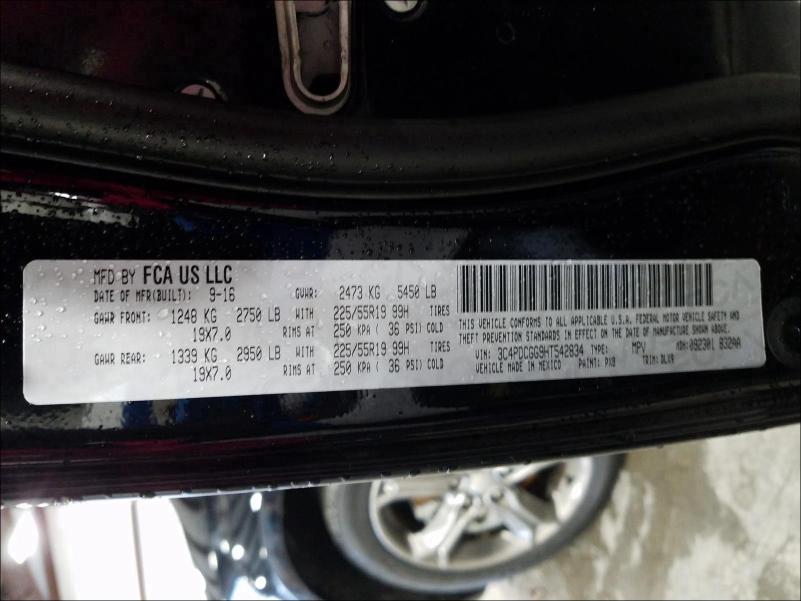 MFD BY FCA US LLC
DATE OF MFR(BUILT): 9-16 GVWR: 2473 KG 5450 LB
GAWR FRONT: 1248 KG 2750 LB WITH 225/55R19 99H TIRES
19X7.0 RIMS AT 250 KPA ( 36 PSI) COLD
GAWR REAR: 1339 KG 2950 LB WITH 225/55R19 99H TIRES
19X7.0 RIMS AT 250 KPA ( 36 PSI) COLD
THIS VEHICLE CONFORMS TO ALL APPLICABLE U.S.A. FEDERAL MOTOR VEHICLE SAFETY AND
THEFT PREVENTION STANDARDS IN EFFECT ON THE DATE OF MANUFACTURE SHOWN ABOVE.
VIN: 3C4PDCGG9HT542834 TYPE: MPV MDH: 092301 832AA
VEHICLE MADE IN MEXICO PAINT: PX8 TRIM: DLX9